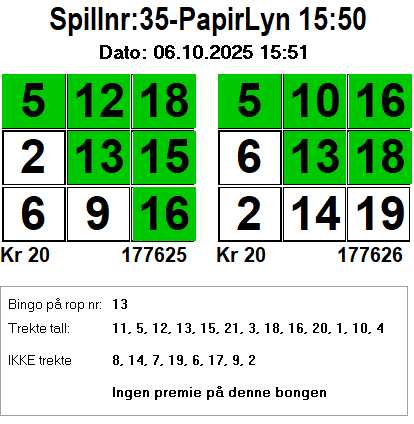 Spillnr:35-PapirLyn 15:50
Dato: 06.10.2025 15:51
5 12 18 5 10 16
2 13 15 6 13 18
6 9 16 2 14 19
Kr 20 177625 Kr 20 177626
Bingo på rop nr: 13
Trekte tall: 11, 5, 12, 13, 15, 21, 3, 18, 16, 20, 1, 10, 4
IKKE trekte 8, 14, 7, 19, 6, 17, 9, 2
Ingen premie på denne bongen